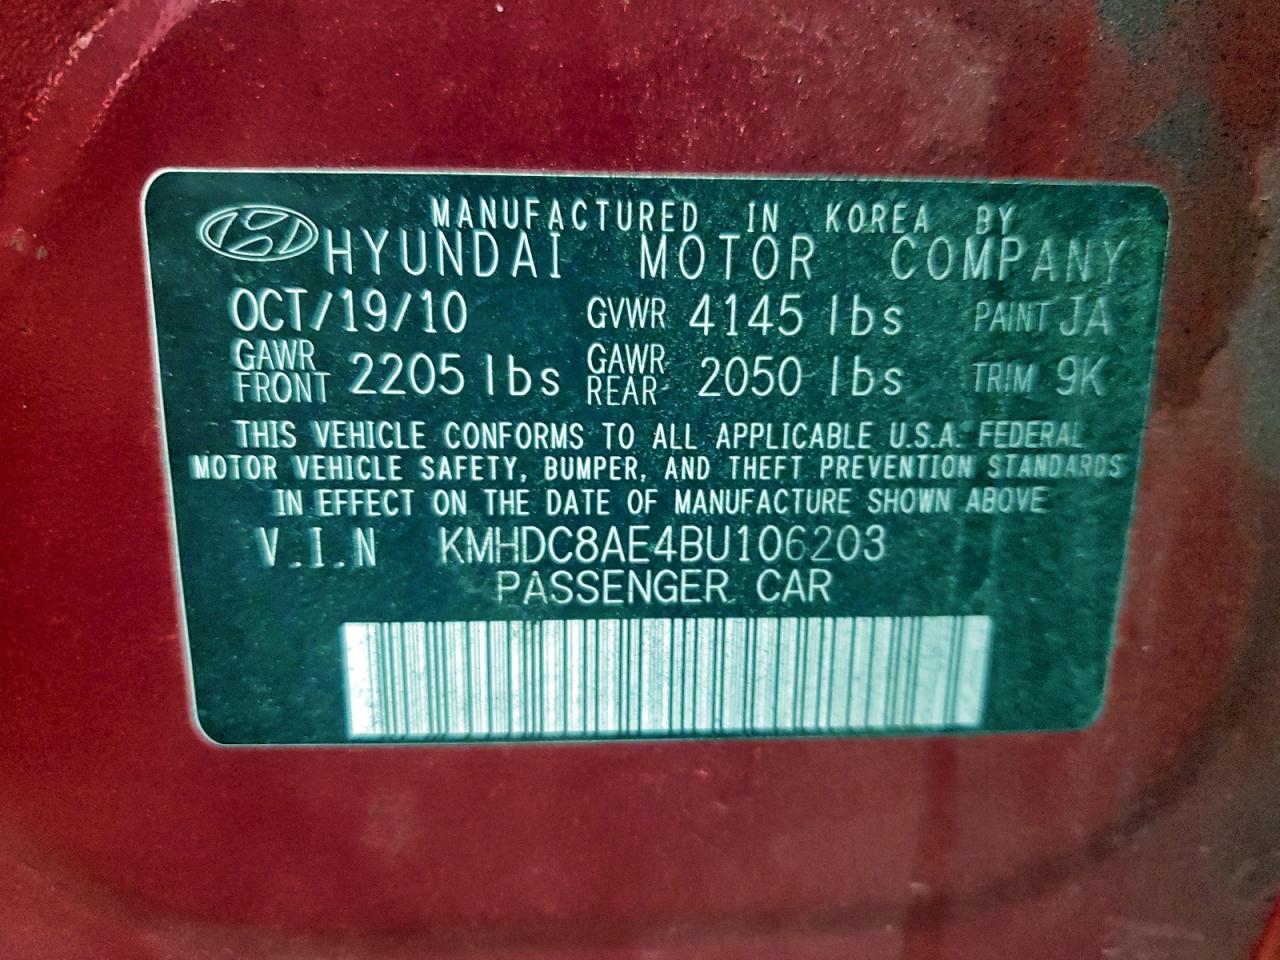 MANUFACTURED IN KOREA BY
HYUNDAI MOTOR COMPANY
OCT/19/10 GVWR 4145 lbs PAINT JA
GAWR FRONT 2205 lbs GAWR REAR 2050 lbs TRIM 9K
THIS VEHICLE CONFORMS TO ALL APPLICABLE U.S.A. FEDERAL
MOTOR VEHICLE SAFETY, BUMPER, AND THEFT PREVENTION STANDARDS
IN EFFECT ON THE DATE OF MANUFACTURE SHOWN ABOVE
V.I.N KMHDC8AE4BU106203
PASSENGER CAR